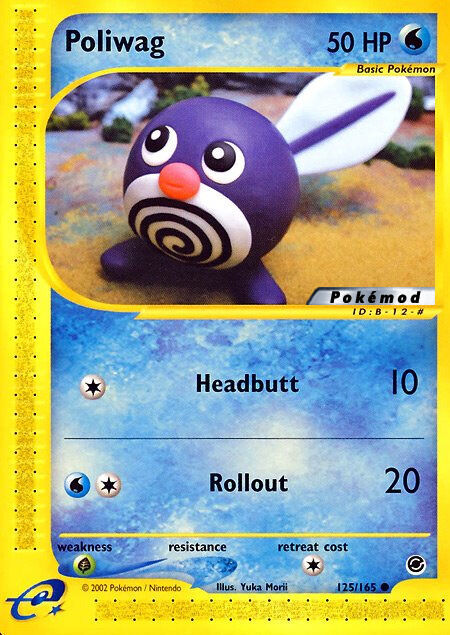 Poliwag 50 HP
Basic Pokémon
Pokémod
ID:B-12-#
Headbutt 10
Rollout 20
weakness resistance retreat cost
© 2002 Pokémon / Nintendo Illus. Yuka Morii 125/165
e